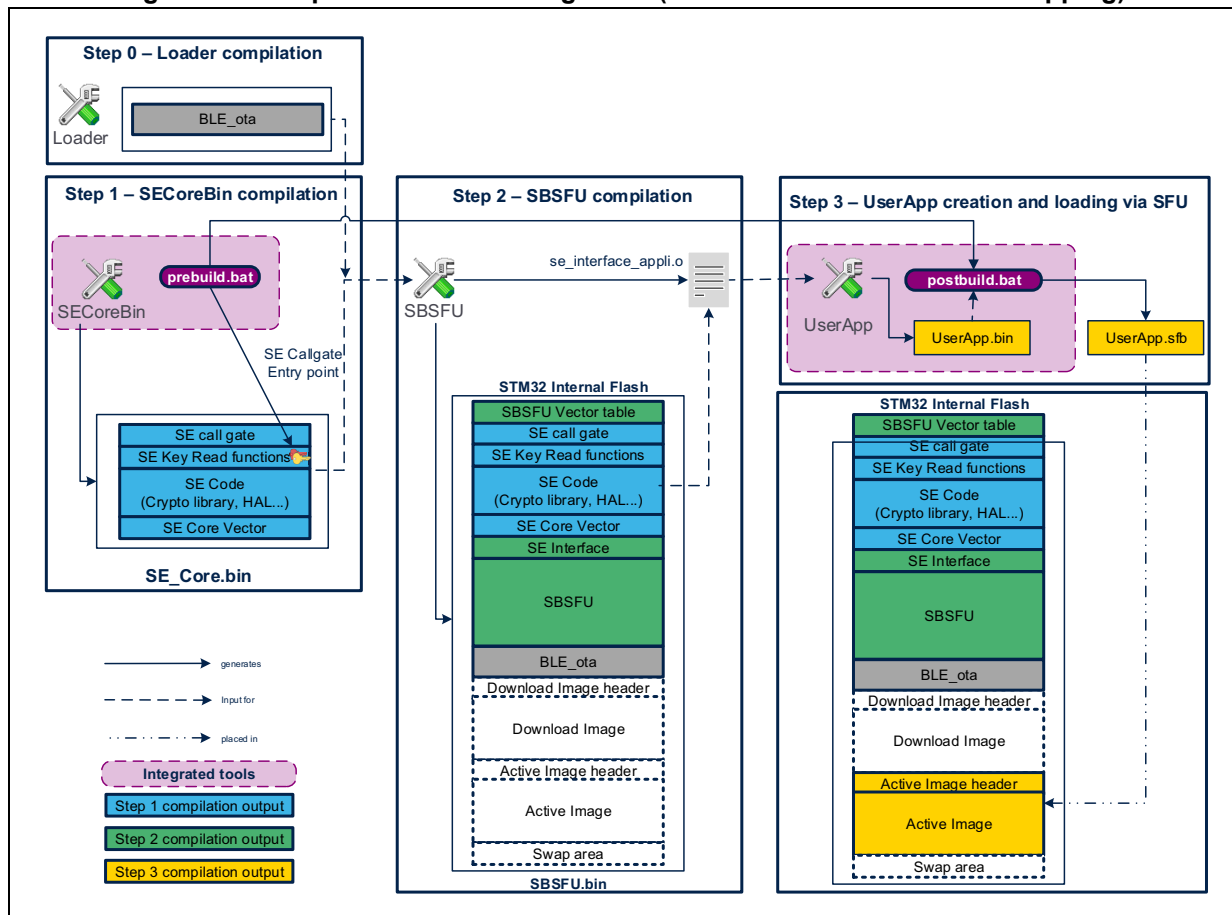 Step 0 – Loader compilation
BLE_ota
Loader
Step 1 – SECoreBin compilation
prebuild.bat
SECoreBin
SE Callgate
Entry point
SE call gate
SE Key Read functions
SE Code
(Crypto library, HAL...)
SE Core Vector
SE_Core.bin
generates
Input for
placed in
Integrated tools
Step 1 compilation output
Step 2 compilation output
Step 3 compilation output
Step 2 – SBSFU compilation
se_interface_appli.o
SBSFU
STM32 Internal Flash
SBSFU Vector table
SE call gate
SE Key Read functions
SE Code
(Crypto library, HAL...)
SE Core Vector
SE Interface
SBSFU
BLE_ota
Download Image header
Download Image
Active Image header
Active Image
Swap area
SBSFU.bin
Step 3 – UserApp creation and loading via SFU
postbuild.bat
UserApp
UserApp.bin
UserApp.sfb
STM32 Internal Flash
SBSFU Vector table
SE call gate
SE Key Read functions
SE Code
(Crypto library, HAL...)
SE Core Vector
SE Interface
SBSFU
BLE_ota
Download Image header
Download Image
Active Image header
Active Image
Swap area